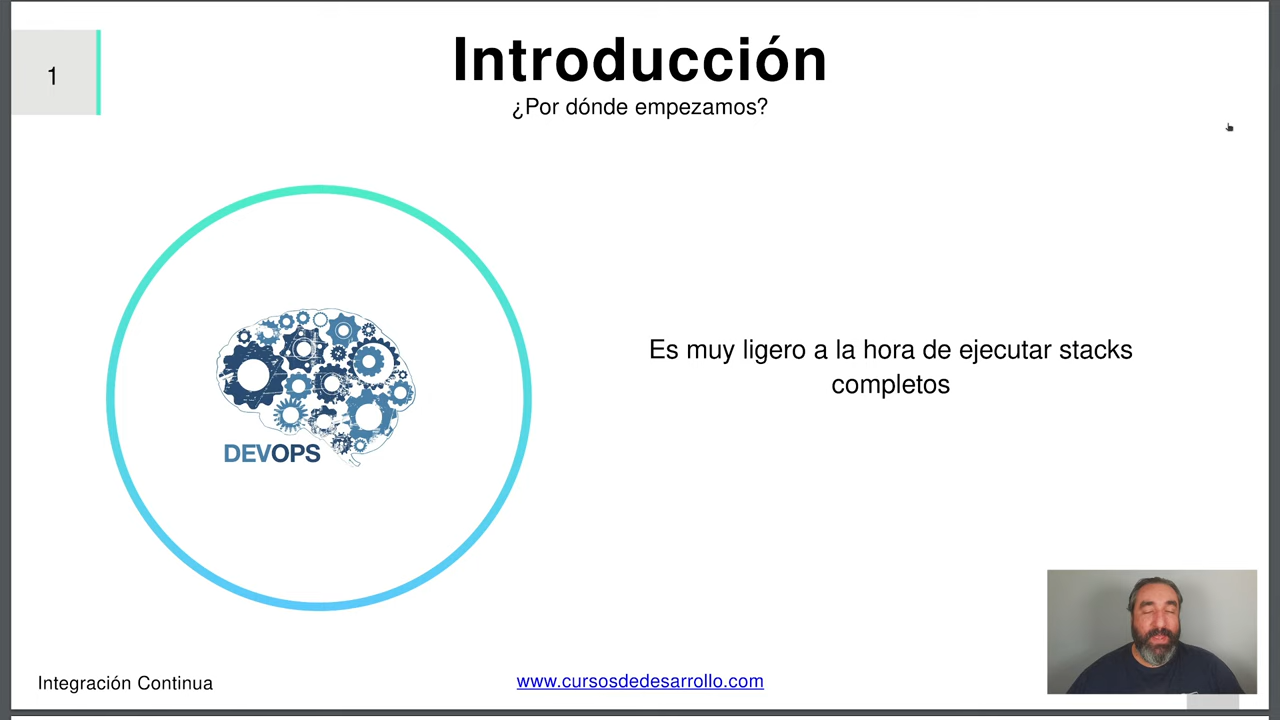 1
Introducción
¿Por dónde empezamos?
DEVOPS
Es muy ligero a la hora de ejecutar stacks
completos
Integración Continua
www.cursosdedesarrollo.com